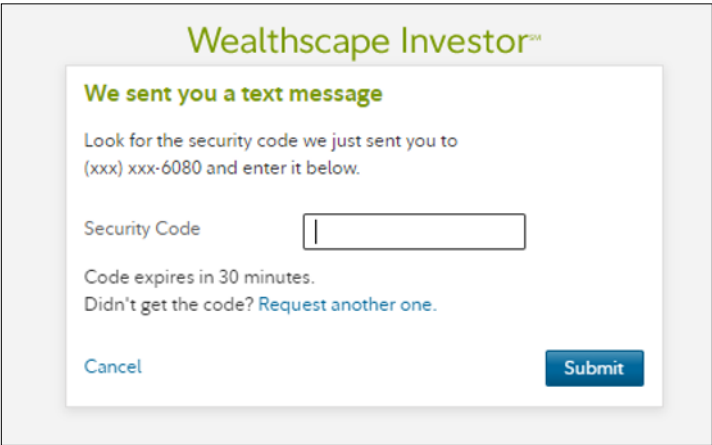 Wealthscape Investor℠
We sent you a text message
Look for the security code we just sent you to
(xxx) xxx-6080 and enter it below.
Security Code
Code expires in 30 minutes.
Didn't get the code? Request another one.
Cancel
Submit